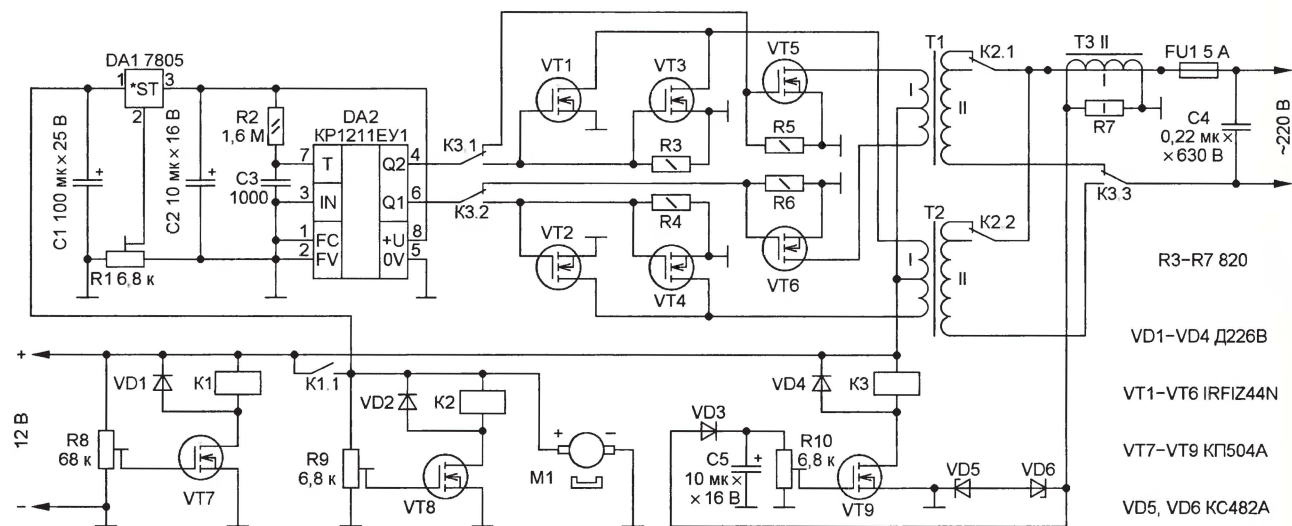 DA1 7805
1
*ST
3
2
C1 100 мк × 25 В
C2 10 мк × 16 В
R1 6,8 к
R2
1,6 М
C3
1000
DA2
КР1211ЕУ1
7
T
Q2
4
3
IN
Q1
6
1
FC
+U
8
2
FV
0V
5
К3.1
К3.2
VT1
VT3
VT5
R3
R5
R4
R6
VT2
VT4
VT6
T1
I
II
К2.1
T3 II
I
R7
FU1 5 А
C4
0,22 мк ×
× 630 В
~220 В
К3.3
T2
I
II
К2.2
R3–R7 820
VD1–VD4 Д226В
VT1–VT6 IRFIZ44N
VT7–VT9 КП504А
VD5, VD6 КС482А
+
12 В
–
R8
68 к
VD1
К1
VT7
К1.1
R9
6,8 к
VD2
К2
VT8
+
–
M1
VD4
К3
VD3
C5
+
10 мк ×
× 16 В
R10
6,8 к
VT9
VD5
VD6